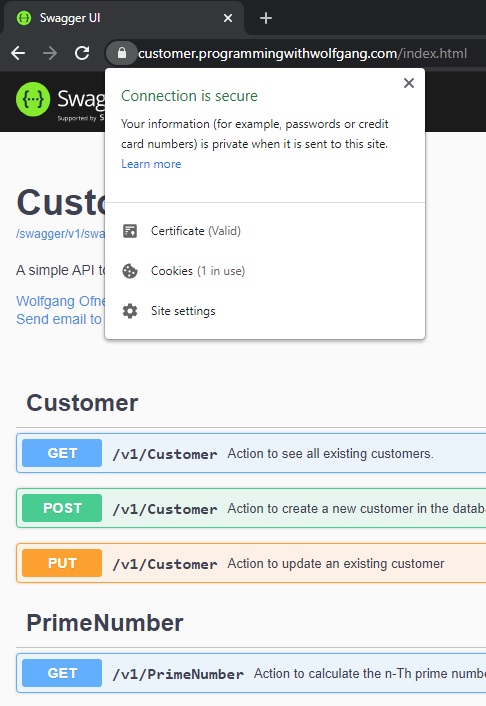 Swagger UI
customer.programmingwithwolfgang.com/index.html
Connection is secure
Your information (for example, passwords or credit
card numbers) is private when it is sent to this site.
Learn more
Certificate (Valid)
Cookies (1 in use)
Site settings
Swag
Supported by S
Custo
/swagger/v1/swa
A simple API to
Wolfgang Ofne
Send email to
Customer
GET /v1/Customer Action to see all existing customers.
POST /v1/Customer Action to create a new customer in the datab
PUT /v1/Customer Action to update an existing customer
PrimeNumber
GET /v1/PrimeNumber Action to calculate the n-Th prime numbe